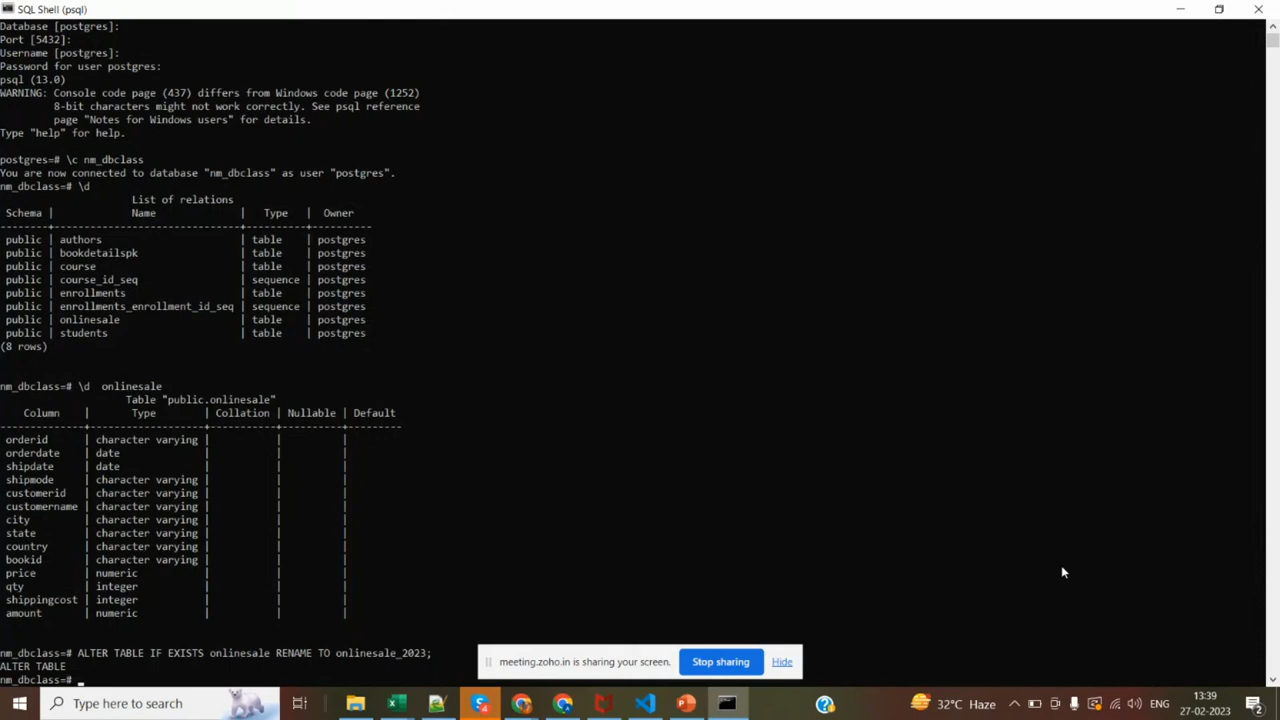 SQL Shell (psql)
Database [postgres]:
Port [5432]:
Username [postgres]:
Password for user postgres:
psql (13.0)
WARNING: Console code page (437) differs from Windows code page (1252)
8-bit characters might not work correctly. See psql reference
page "Notes for Windows users" for details.
Type "help" for help.
postgres=# \c nm_dbclass
You are now connected to database "nm_dbclass" as user "postgres".
nm_dbclass=# \d
List of relations
Schema | Name | Type | Owner
--------+----------------------------+----------+----------
public | authors | table | postgres
public | bookdetailspk | table | postgres
public | course | table | postgres
public | course_id_seq | sequence | postgres
public | enrollments | table | postgres
public | enrollments_enrollment_id_seq | sequence | postgres
public | onlinesale | table | postgres
public | students | table | postgres
(8 rows)
nm_dbclass=# \d  onlinesale
Table "public.onlinesale"
Column | Type | Collation | Nullable | Default
--------------+-------------------+-----------+----------+---------
orderid | character varying | | |
orderdate | date | | |
shipdate | date | | |
shipmode | character varying | | |
customerid | character varying | | |
customername | character varying | | |
city | character varying | | |
state | character varying | | |
country | character varying | | |
bookid | character varying | | |
price | numeric | | |
qty | integer | | |
shippingcost | integer | | |
amount | numeric | | |
nm_dbclass=# ALTER TABLE IF EXISTS onlinesale RENAME TO onlinesale_2023;
ALTER TABLE
nm_dbclass=#
meeting.zoho.in is sharing your screen. Stop sharing Hide
Type here to search
32°C Haze
ENG
13:39
27-02-2023
2